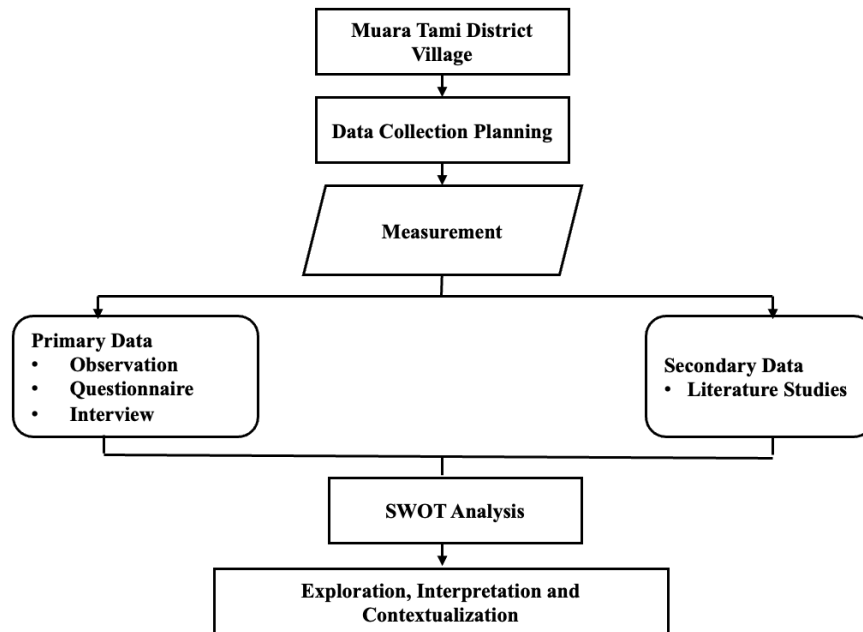 Muara Tami District
Village
Data Collection Planning
Measurement
Primary Data
• Observation
• Questionnaire
• Interview
Secondary Data
• Literature Studies
SWOT Analysis
Exploration, Interpretation and
Contextualization